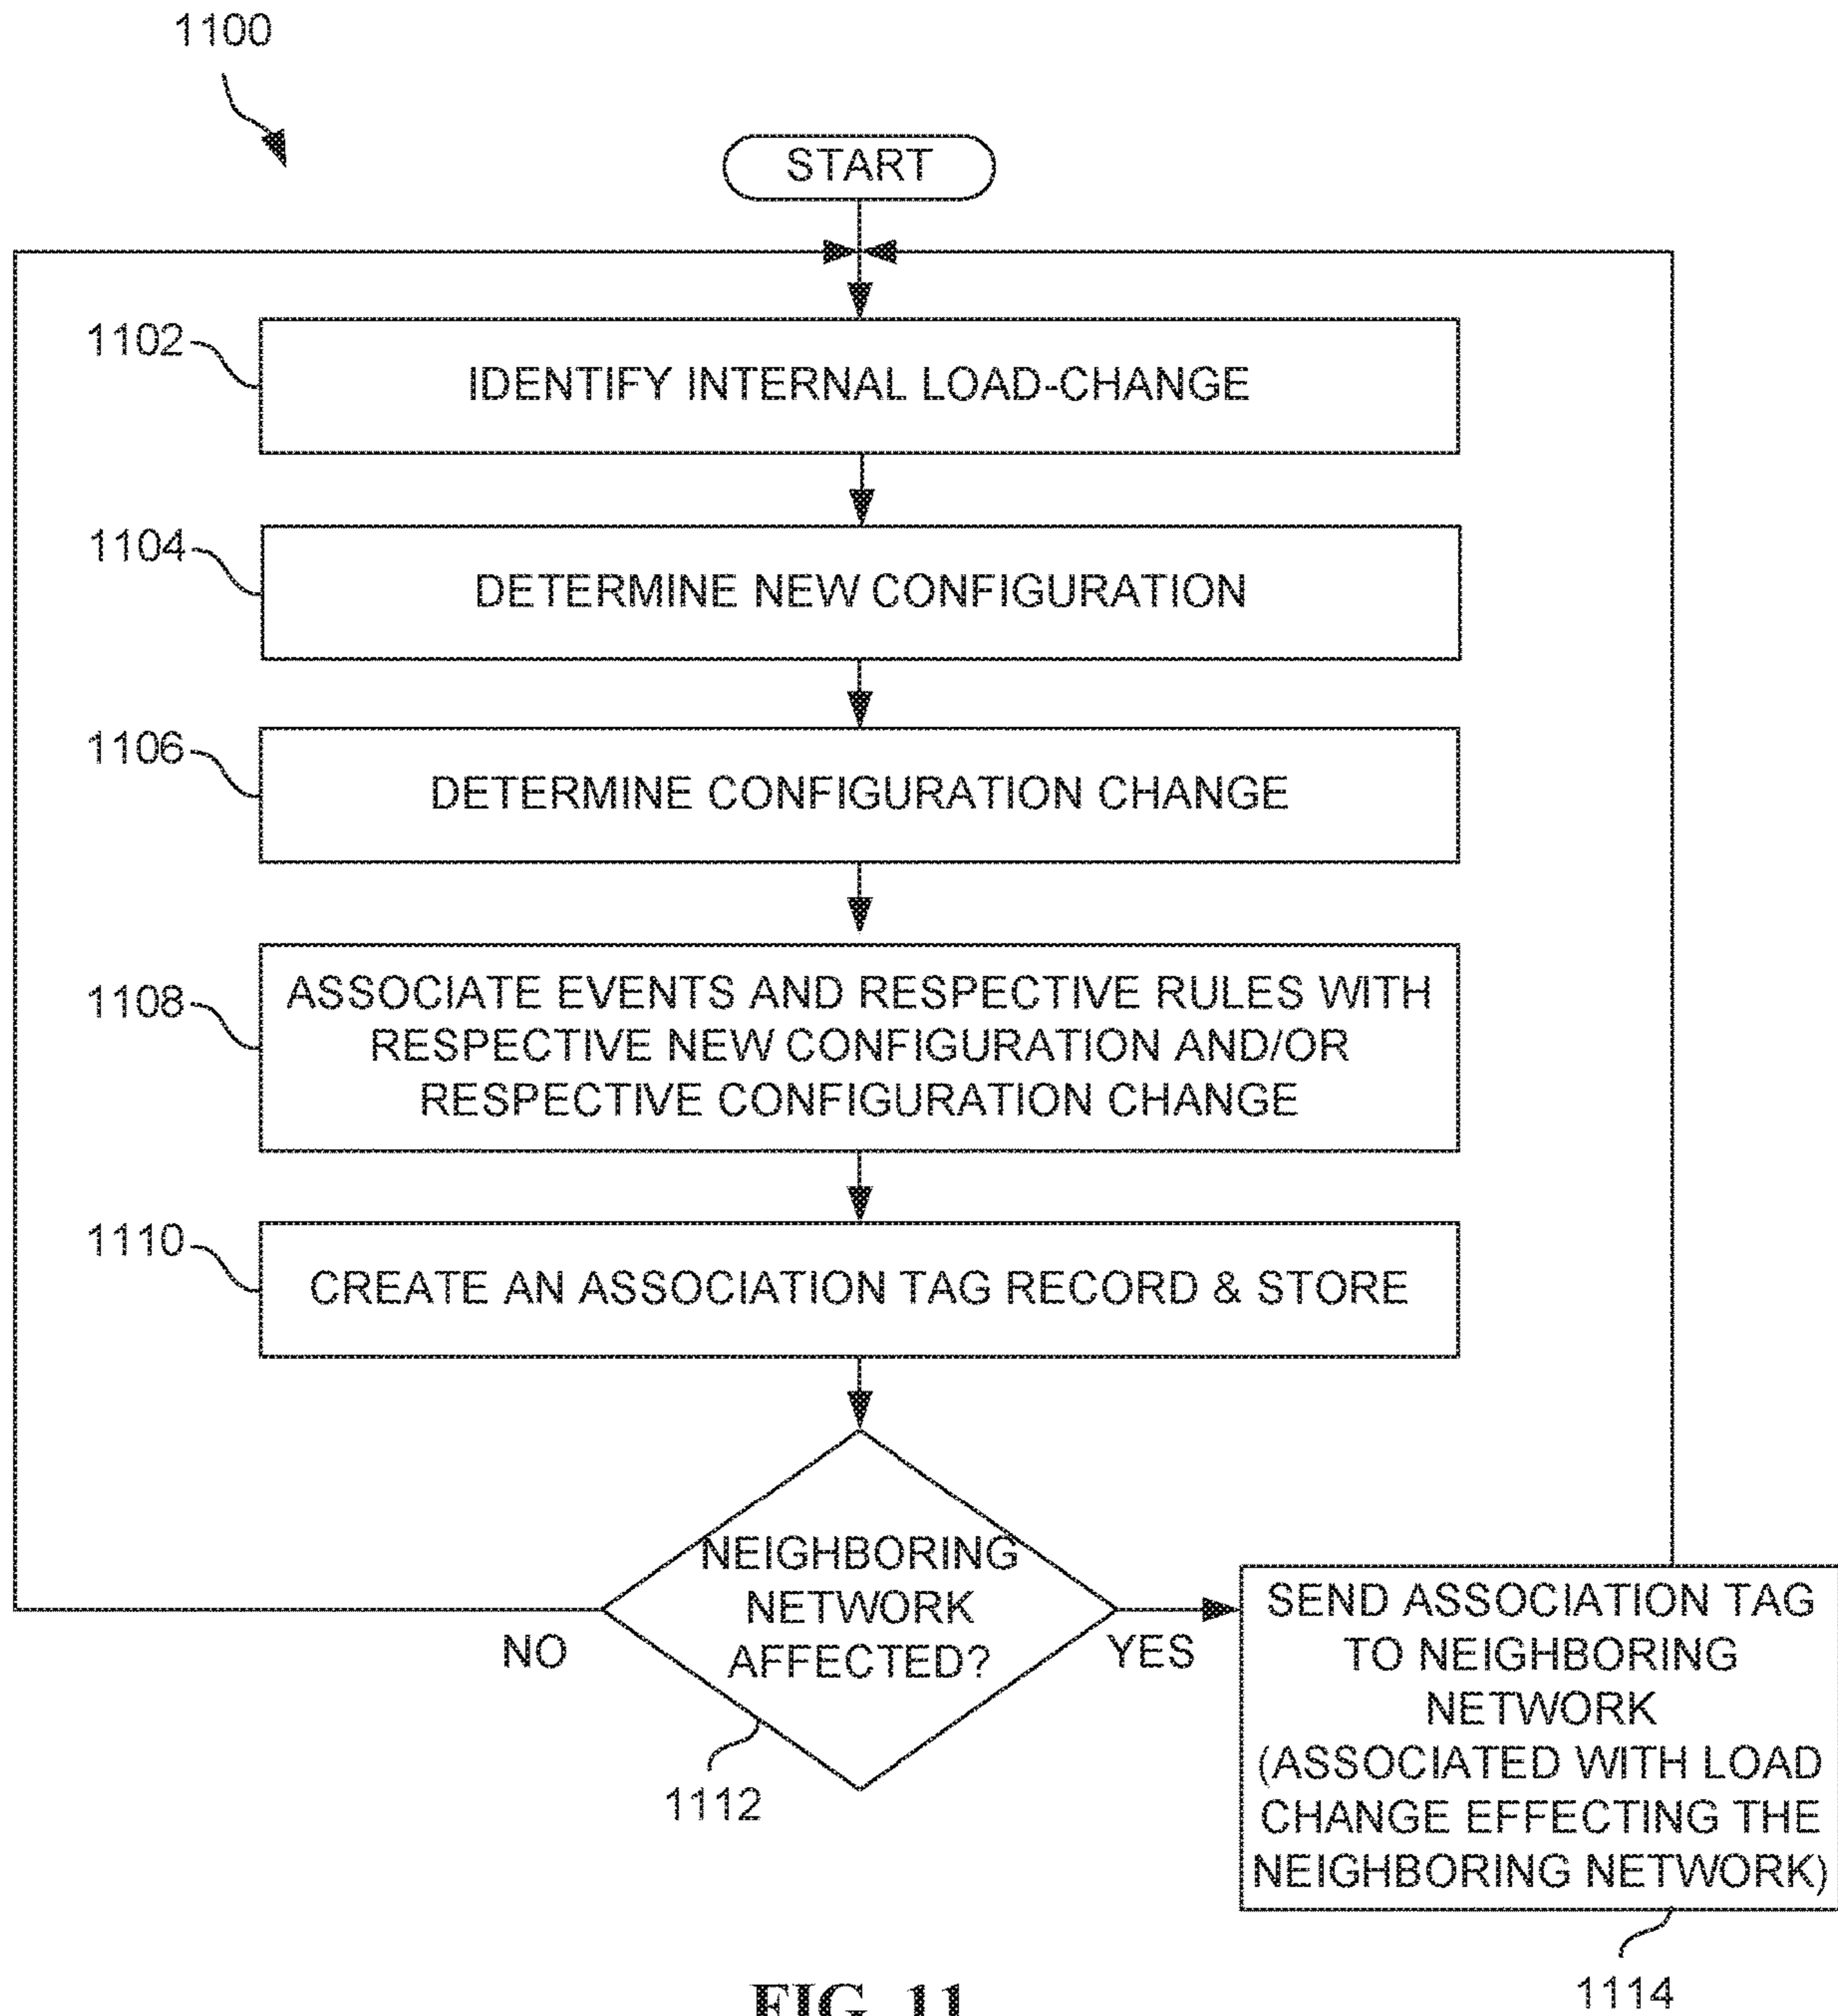 1100
START
1102
IDENTIFY INTERNAL LOAD-CHANGE
1104
DETERMINE NEW CONFIGURATION
1106
DETERMINE CONFIGURATION CHANGE
1108
ASSOCIATE EVENTS AND RESPECTIVE RULES WITH
RESPECTIVE NEW CONFIGURATION AND/OR
RESPECTIVE CONFIGURATION CHANGE
1110
CREATE AN ASSOCIATION TAG RECORD & STORE
NEIGHBORING
NETWORK
AFFECTED?
NO
YES
1112
SEND ASSOCIATION TAG
TO NEIGHBORING
NETWORK
(ASSOCIATED WITH LOAD
CHANGE EFFECTING THE
NEIGHBORING NETWORK)
1114
FIG. 11